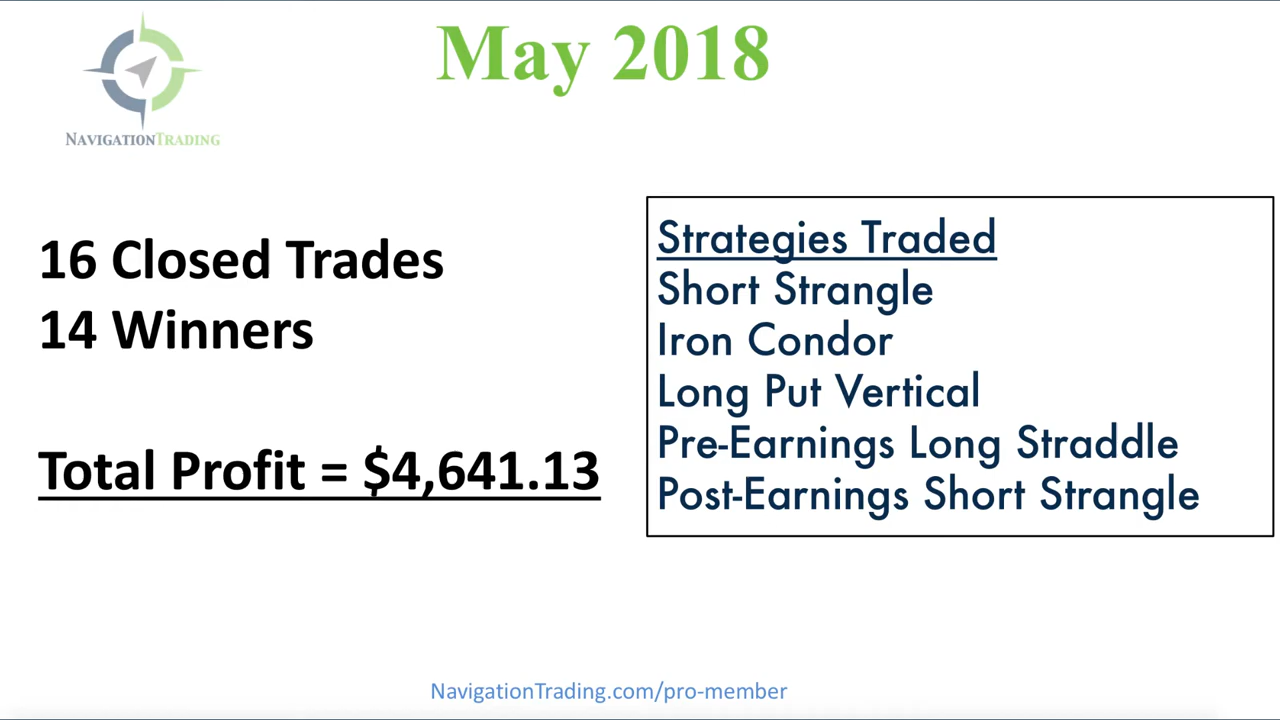 May 2018
NAVIGATIONTRADING
16 Closed Trades
14 Winners
Total Profit = $4,641.13
Strategies Traded
Short Strangle
Iron Condor
Long Put Vertical
Pre-Earnings Long Straddle
Post-Earnings Short Strangle
NavigationTrading.com/pro-member